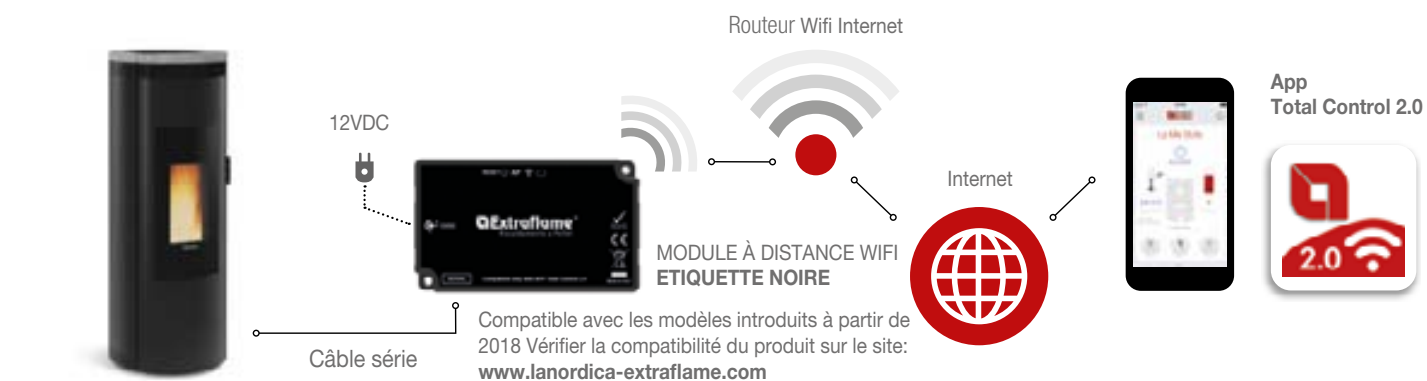 Routeur Wifi Internet
App
Total Control 2.0
12VDC
Internet
Extraflame
MODULE À DISTANCE WIFI
ETIQUETTE NOIRE
2.0
Compatible avec les modèles introduits à partir de
2018 Vérifier la compatibilité du produit sur le site:
www.lanordica-extraflame.com
Câble série